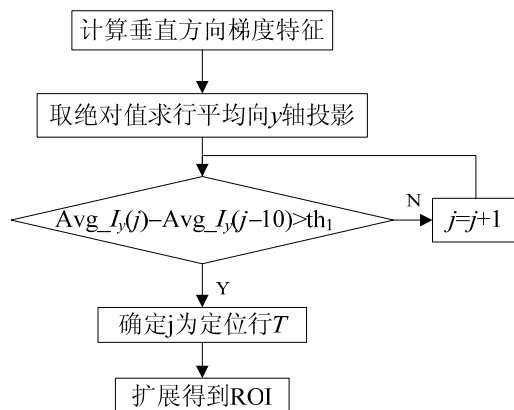 计算垂直方向梯度特征
取绝对值求行平均向y轴投影
Avg_Iy(j)–Avg_Iy(j–10)>th1
N
j=j+1
Y
确定j为定位行T
扩展得到ROI